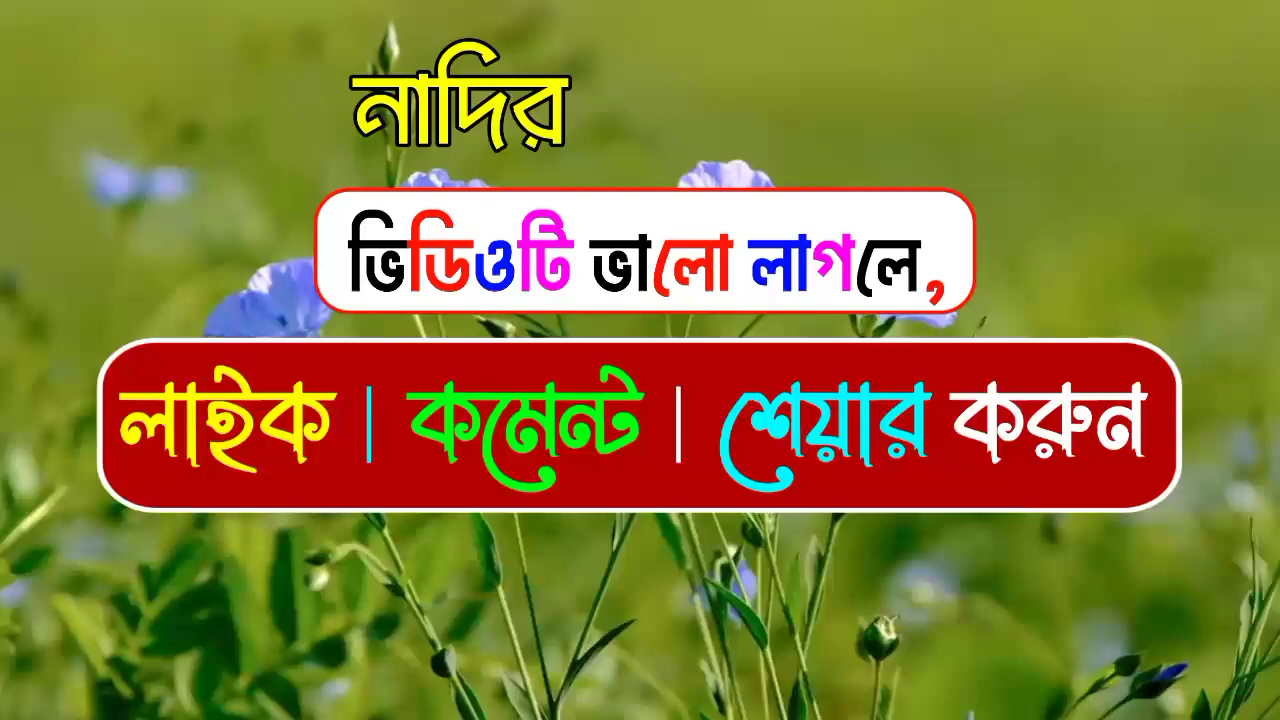 নাদির
ভিডিওটি ভালো লাগলে,
লাইক | কমেন্ট | শেয়ার করুন